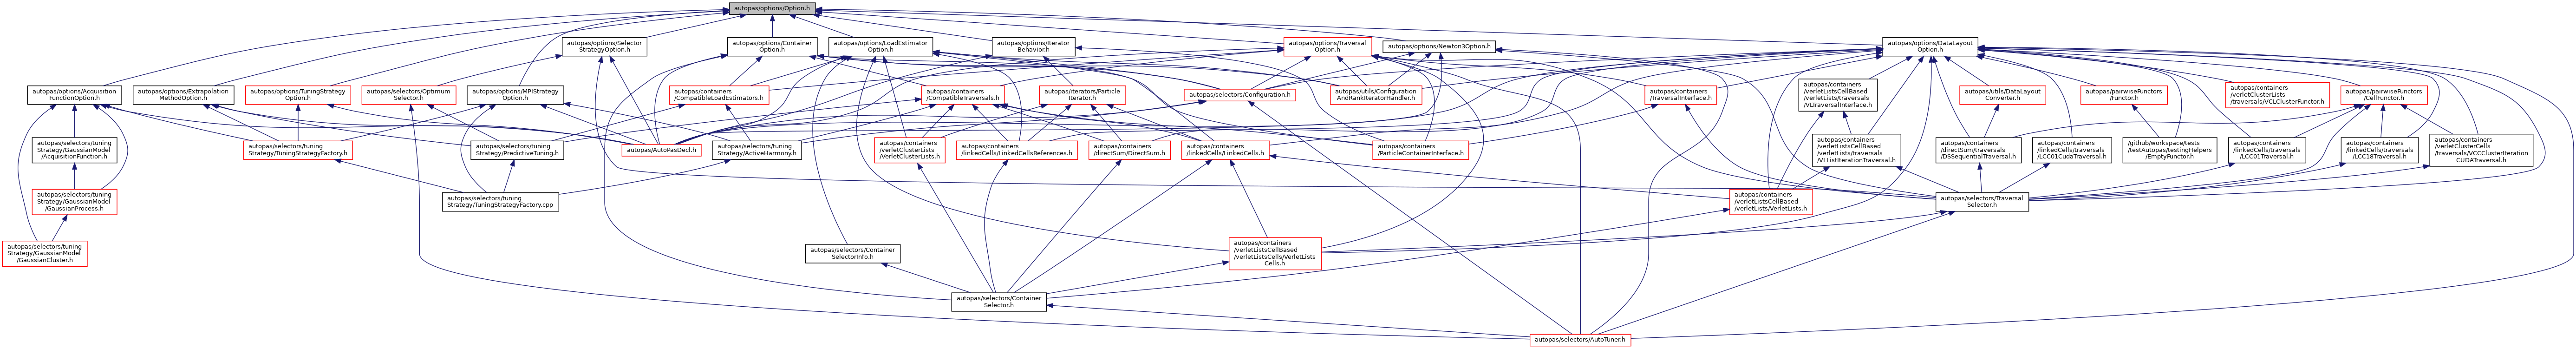 autopas/options/Option.h
autopas/options/Selector
StrategyOption.h
autopas/options/Container
Option.h
autopas/options/LoadEstimator
Option.h
autopas/options/Iterator
Behavior.h
autopas/options/Traversal
Option.h
autopas/options/Newton3Option.h
autopas/options/DataLayout
Option.h
autopas/options/Acquisition
FunctionOption.h
autopas/options/Extrapolation
MethodOption.h
autopas/options/TuningStrategy
Option.h
autopas/selectors/Optimum
Selector.h
autopas/options/MPIStrategy
Option.h
autopas/containers
/CompatibleLoadEstimators.h
autopas/containers
/CompatibleTraversals.h
autopas/iterators/Particle
Iterator.h
autopas/selectors/Configuration.h
autopas/utils/Configuration
AndRankIteratorHandler.h
autopas/containers
/TraversalInterface.h
autopas/containers
/verletListsCellBased
/verletLists/traversals
/VLTraversalInterface.h
autopas/utils/DataLayout
Converter.h
autopas/pairwiseFunctors
/Functor.h
autopas/containers
/verletClusterLists
/traversals/VCLClusterFunctor.h
autopas/pairwiseFunctors
/CellFunctor.h
autopas/selectors/tuning
Strategy/GaussianModel
/AcquisitionFunction.h
autopas/selectors/tuning
Strategy/TuningStrategyFactory.h
autopas/selectors/tuning
Strategy/PredictiveTuning.h
autopas/AutoPasDecl.h
autopas/selectors/tuning
Strategy/ActiveHarmony.h
autopas/containers
/verletClusterLists
/VerletClusterLists.h
autopas/containers
/linkedCells/LinkedCellsReferences.h
autopas/containers
/directSum/DirectSum.h
autopas/containers
/linkedCells/LinkedCells.h
autopas/containers
/ParticleContainerInterface.h
autopas/containers
/verletListsCellBased
/verletLists/traversals
/VLListIterationTraversal.h
autopas/containers
/directSum/traversals
/DSSequentialTraversal.h
autopas/containers
/linkedCells/traversals
/LCC01CudaTraversal.h
/github/workspace/tests
/testAutopas/testingHelpers
/EmptyFunctor.h
autopas/containers
/linkedCells/traversals
/LCC01Traversal.h
autopas/containers
/linkedCells/traversals
/LCC18Traversal.h
autopas/containers
/verletClusterCells
/traversals/VCCClusterIteration
CUDATraversal.h
autopas/selectors/tuning
Strategy/GaussianModel
/GaussianProcess.h
autopas/selectors/tuning
Strategy/TuningStrategyFactory.cpp
autopas/containers
/verletListsCellBased
/verletLists/VerletLists.h
autopas/selectors/Traversal
Selector.h
autopas/selectors/tuning
Strategy/GaussianModel
/GaussianCluster.h
autopas/selectors/Container
SelectorInfo.h
autopas/containers
/verletListsCellBased
/verletListsCells/VerletLists
Cells.h
autopas/selectors/Container
Selector.h
autopas/selectors/AutoTuner.h